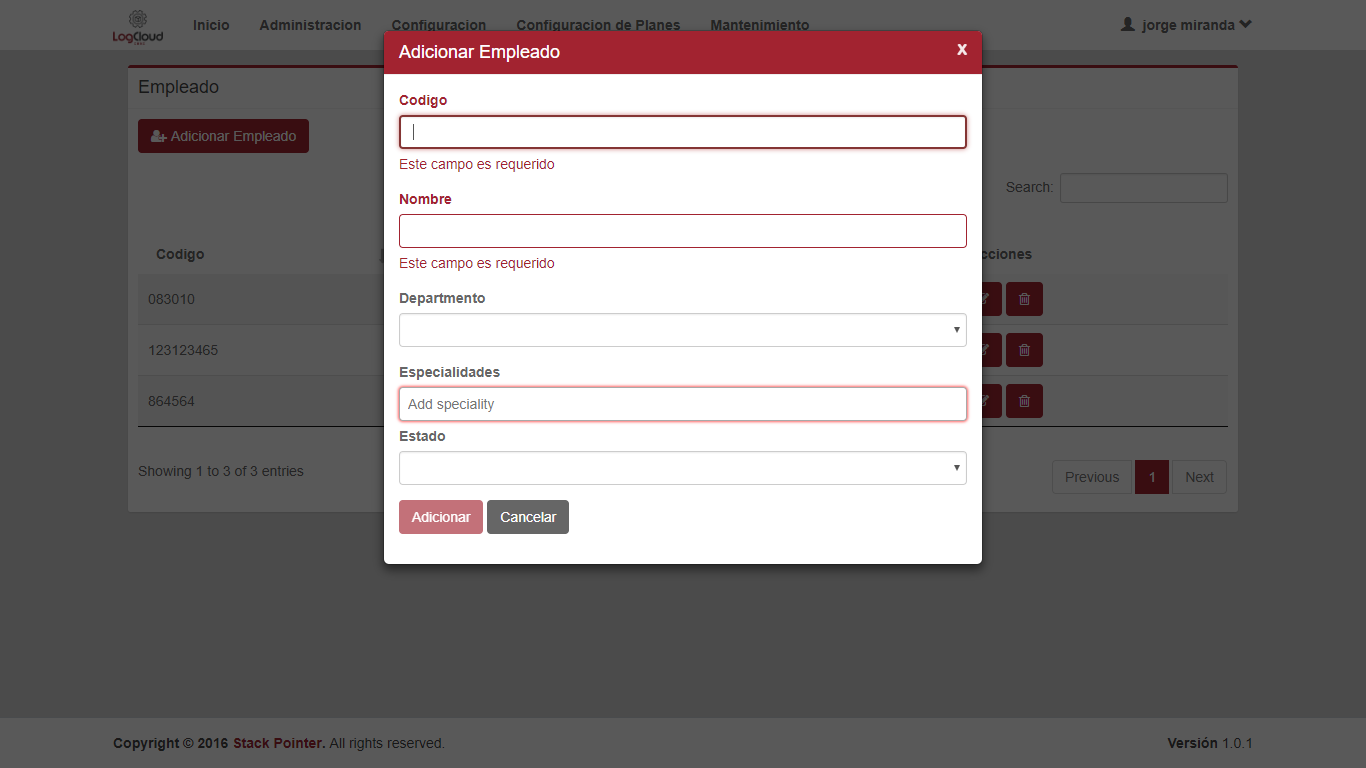 LogCloud
Inicio Administracion Configuracion Configuracion de Planes Mantenimiento jorge miranda
Adicionar Empleado x
Empleado
Adicionar Empleado
Codigo
Este campo es requerido
Search:
Nombre
Este campo es requerido
Codigo
cciones
Departmento
083010
123123465
Especialidades
Add speciality
864564
Estado
Showing 1 to 3 of 3 entries
Previous 1 Next
Adicionar Cancelar
Copyright © 2016 Stack Pointer. All rights reserved. Versión 1.0.1